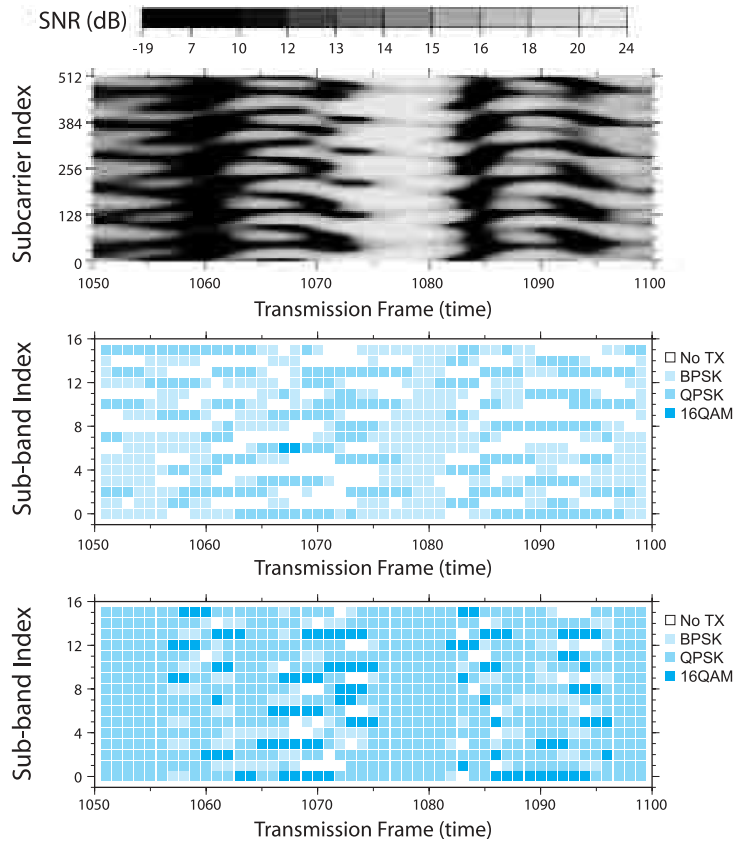 SNR (dB)
-19 7 10 12 13 14 15 16 18 20 24
Subcarrier Index
512
384
256
128
0
1050 1060 1070 1080 1090 1100
Transmission Frame (time)
Sub-band Index
16
12
8
4
0
1050 1060 1070 1080 1090 1100
Transmission Frame (time)
No TX
BPSK
QPSK
16QAM
Sub-band Index
16
12
8
4
0
1050 1060 1070 1080 1090 1100
Transmission Frame (time)
No TX
BPSK
QPSK
16QAM